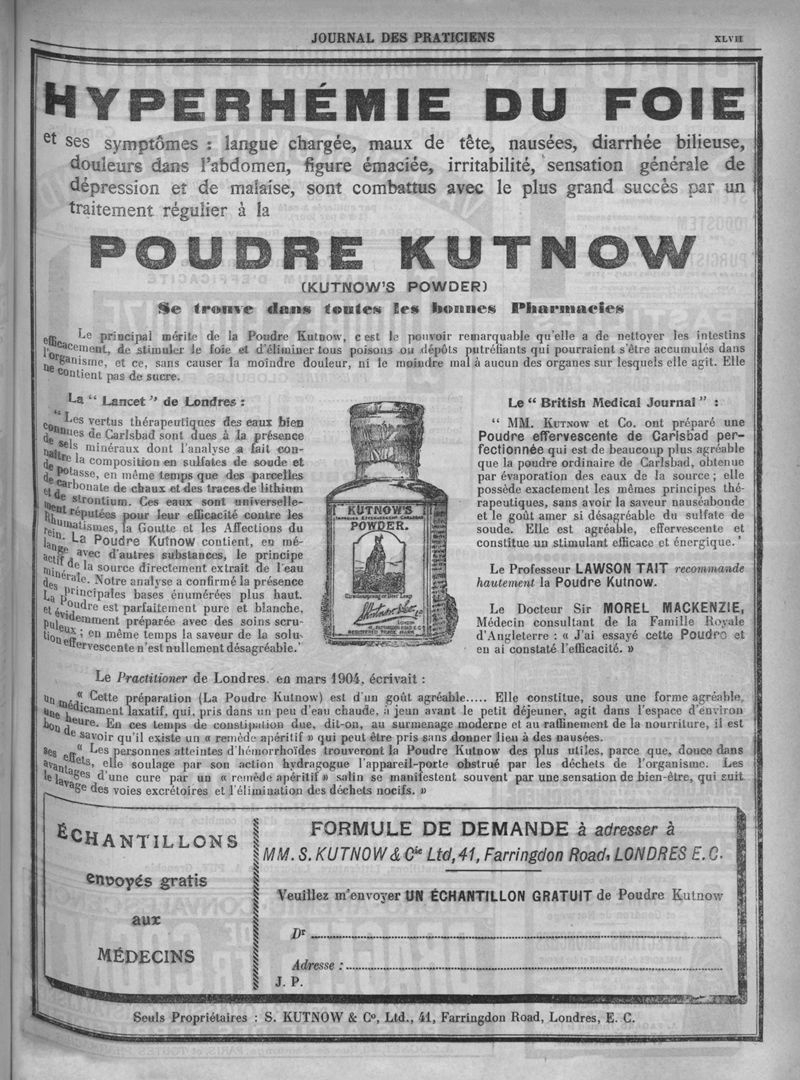 JOURNAL DES PRATICIENS
XLVII
HYPERHÉMIE DU FOIE
et ses symptômes : langue chargée, maux de tête, nausées, diarrhée bilieuse,
douleurs dans l'abdomen, figure émaciée, irritabilité, sensation générale de
dépression et de malaise, sont combattus avec le plus grand succès par un
traitement régulier à la
POUDRE KUTNOW
(KUTNOW'S POWDER)
Se trouve dans toutes les bonnes Pharmacies
Le principal mérite de la Poudre Kutnow, c'est le pouvoir remarquable qu'elle a de nettoyer les intestins
efficacement, de stimuler le foie et d'éliminer tous poisons ou dépôts putréfiants qui pourraient s'être accumulés dans
l'organisme, et ce, sans causer la moindre douleur, ni le moindre mal à aucun des organes sur lesquels elle agit. Elle
ne contient pas de sucre.
La “ Lancet ” de Londres :
“ Les vertus thérapeutiques des eaux bien
connues de Carlsbad sont dues à la présence
de sels minéraux dont l'analyse a fait con-
naître la composition en sulfates de soude et
de potasse, en même temps que des parcelles
de carbonate de chaux et des traces de lithium
et de strontium. Ces eaux sont universelle-
ment réputées pour leur efficacité contre les
Rhumatismes, la Goutte et les Affections du
rein. La Poudre Kutnow contient, en mé-
lange avec d'autres substances, le principe
actif de la source directement extrait de l'eau
minérale. Notre analyse a confirmé la présence
des principales bases énumérées plus haut.
La Poudre est parfaitement pure et blanche,
et évidemment préparée avec des soins scru-
puleux ; en même temps la saveur de la solu-
tion effervescente n'est nullement désagréable.’
KUTNOW'S
IMPROVED EFFERVESCENT CARLSBAD
POWDER.
Hirschensprung or Deer Leap
S. Kutnow & Co. Ld
LONDON
41, FARRINGDON ROAD E.C.
REGISTERED TRADE MARK
Le “ British Medical Journal ” :
“ MM. Kutnow et Co. ont préparé une
Poudre effervescente de Carlsbad per-
fectionnée qui est de beaucoup plus agréable
que la poudre ordinaire de Carlsbad, obtenue
par évaporation des eaux de la source ; elle
possède exactement les mêmes principes thé-
rapeutiques, sans avoir la saveur nauséabonde
et le goût amer si désagréable du sulfate de
soude. Elle est agréable, effervescente et
constitue un stimulant efficace et énergique.’
Le Professeur LAWSON TAIT recommande
hautement la Poudre Kutnow.
Le Docteur Sir MOREL MACKENZIE,
Médecin consultant de la Famille Royale
d'Angleterre : « J'ai essayé cette Poudre et
en ai constaté l'efficacité. »
Le Practitioner de Londres, en mars 1904, écrivait :
« Cette préparation (La Poudre Kutnow) est d'un goût agréable..... Elle constitue, sous une forme agréable,
un médicament laxatif, qui, pris dans un peu d'eau chaude, à jeun avant le petit déjeuner, agit dans l'espace d'environ
une heure. En ces temps de constipation due, dit-on, au surmenage moderne et au raffinement de la nourriture, il est
bon de savoir qu'il existe un « remède apéritif » qui peut être pris sans donner lieu à des nausées.
« Les personnes atteintes d'hémorrhoïdes trouveront la Poudre Kutnow des plus utiles, parce que, douce dans
ses effets, elle soulage par son action hydragogue l'appareil-porte obstrué par les déchets de l'organisme. Les
avantages d'une cure par un « remède apéritif » salin se manifestent souvent par une sensation de bien-être, qui suit
le lavage des voies excrétoires et l'élimination des déchets nocifs. »
ÉCHANTILLONS
envoyés gratis
aux
MÉDECINS
FORMULE DE DEMANDE à adresser à
MM. S. KUTNOW & Cie Ltd, 41, Farringdon Road, LONDRES E. C.
Veuillez m'envoyer UN ÉCHANTILLON GRATUIT de Poudre Kutnow
Dr
Adresse :
J. P.
Seuls Propriétaires : S. KUTNOW & Co, Ltd., 41, Farringdon Road, Londres, E. C.